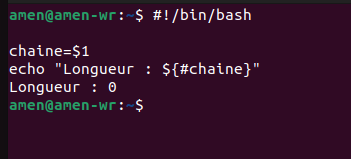 amen@amen-wr:~$ #!/bin/bash
chaine=$1
echo "Longueur : ${#chaine}"
Longueur : 0
amen@amen-wr:~$